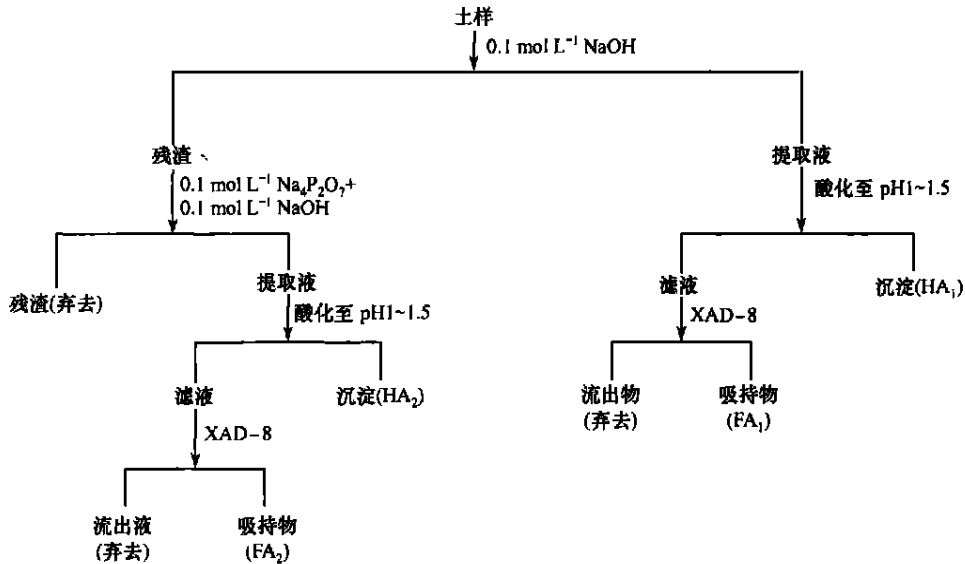 土样
0.1 mol L⁻¹ NaOH
残渣
提取液
0.1 mol L⁻¹ Na₄P₂O₇+
0.1 mol L⁻¹ NaOH
酸化至 pH1~1.5
残渣(弃去)
提取液
滤液
沉淀(HA₁)
酸化至 pH1~1.5
XAD-8
滤液
沉淀(HA₂)
流出物
(弃去)
吸持物
(FA₁)
XAD-8
流出液
(弃去)
吸持物
(FA₂)